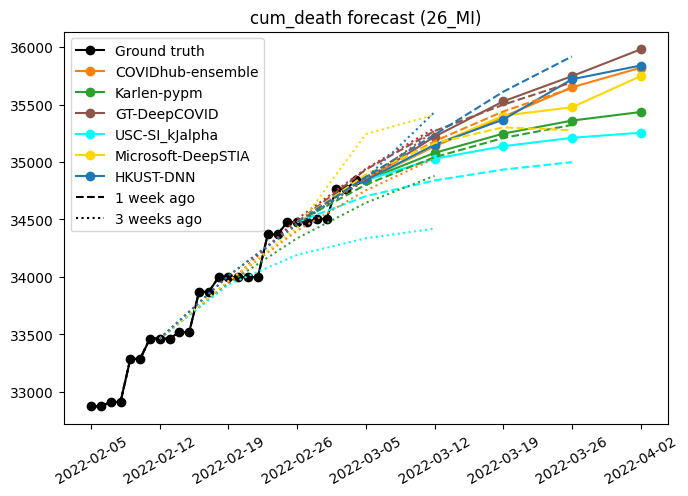 cum_death forecast (26_MI)
36000
35500
35000
34500
34000
33500
33000
Ground truth
COVIDhub-ensemble
Karlen-pypm
GT-DeepCOVID
USC-SI_kJalpha
Microsoft-DeepSTIA
HKUST-DNN
1 week ago
3 weeks ago
2022-02-05
2022-02-12
2022-02-19
2022-02-26
2022-03-05
2022-03-12
2022-03-19
2022-03-26
2022-04-02